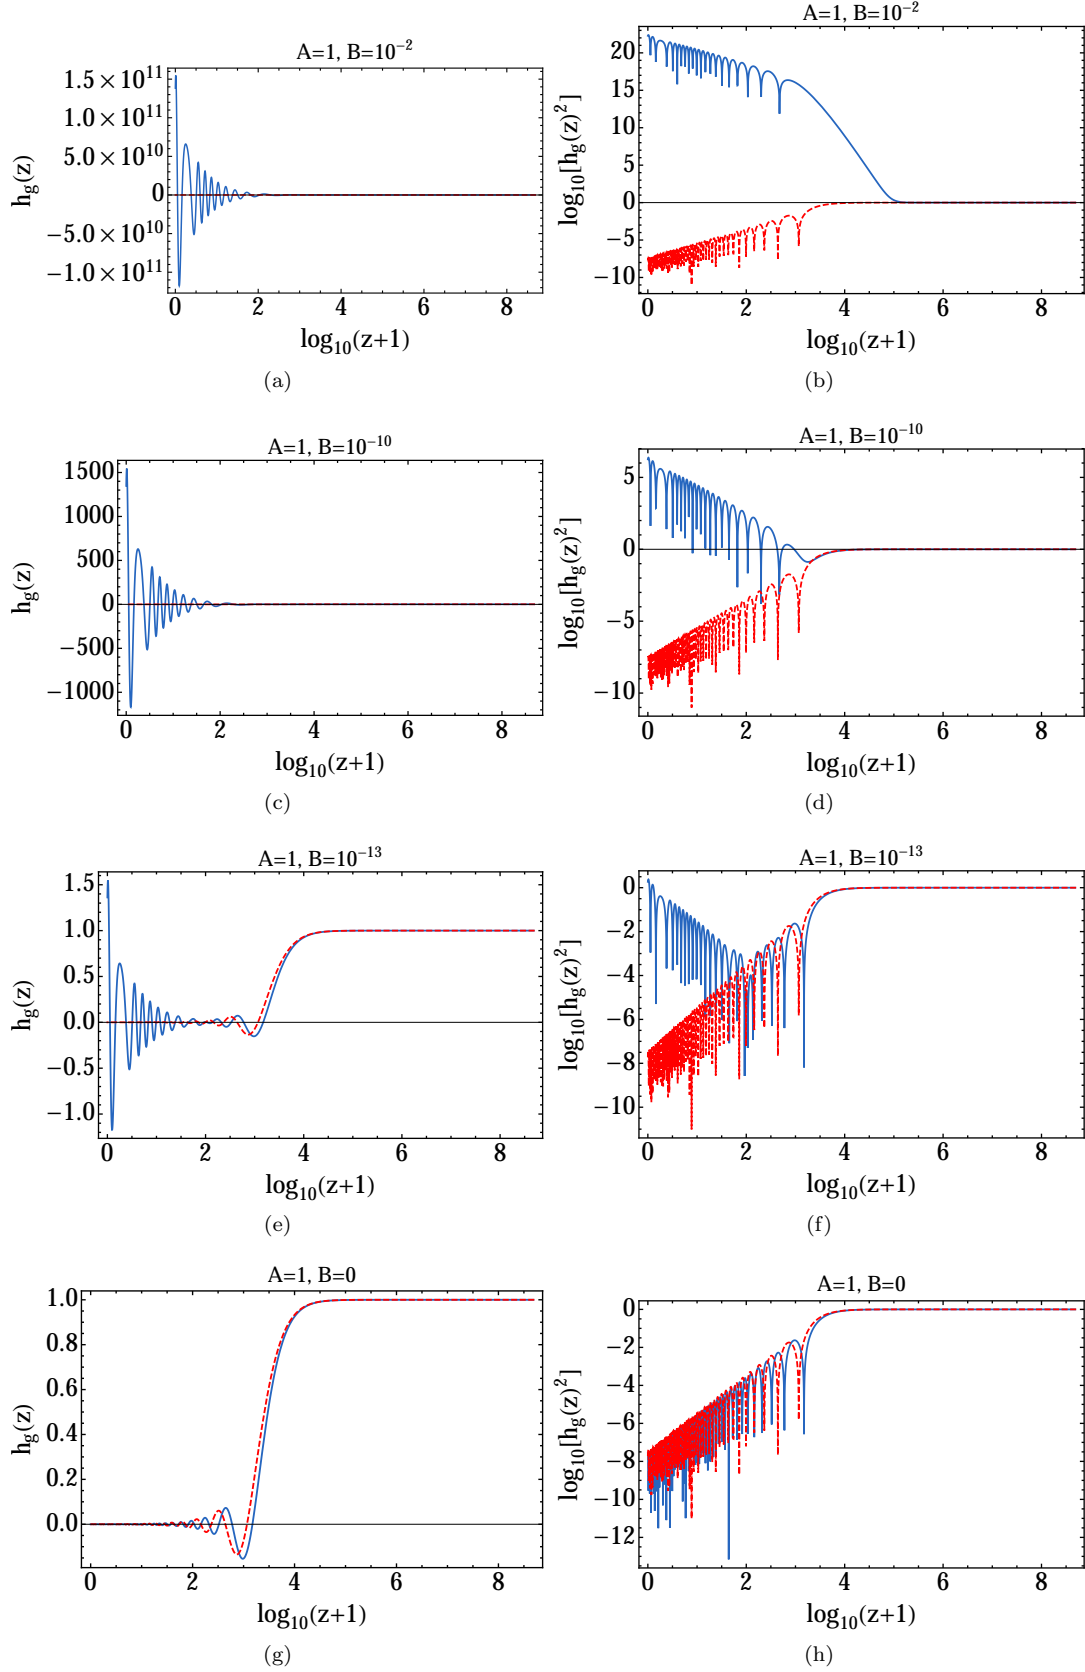 A=1, B=10⁻²
h_g(z)
1.5×10¹¹
1.0×10¹¹
5.0×10¹⁰
0
−5.0×10¹⁰
−1.0×10¹¹
0 2 4 6 8
log₁₀(z+1)
(a)
A=1, B=10⁻²
log₁₀[h_g(z)²]
20
15
10
5
0
−5
−10
0 2 4 6 8
log₁₀(z+1)
(b)
A=1, B=10⁻¹⁰
h_g(z)
1500
1000
500
0
−500
−1000
0 2 4 6 8
log₁₀(z+1)
(c)
A=1, B=10⁻¹⁰
log₁₀[h_g(z)²]
5
0
−5
−10
0 2 4 6 8
log₁₀(z+1)
(d)
A=1, B=10⁻¹³
h_g(z)
1.5
1.0
0.5
0.0
−0.5
−1.0
0 2 4 6 8
log₁₀(z+1)
(e)
A=1, B=10⁻¹³
log₁₀[h_g(z)²]
0
−2
−4
−6
−8
−10
0 2 4 6 8
log₁₀(z+1)
(f)
A=1, B=0
h_g(z)
1.0
0.8
0.6
0.4
0.2
0.0
0 2 4 6 8
log₁₀(z+1)
(g)
A=1, B=0
log₁₀[h_g(z)²]
0
−2
−4
−6
−8
−10
−12
0 2 4 6 8
log₁₀(z+1)
(h)